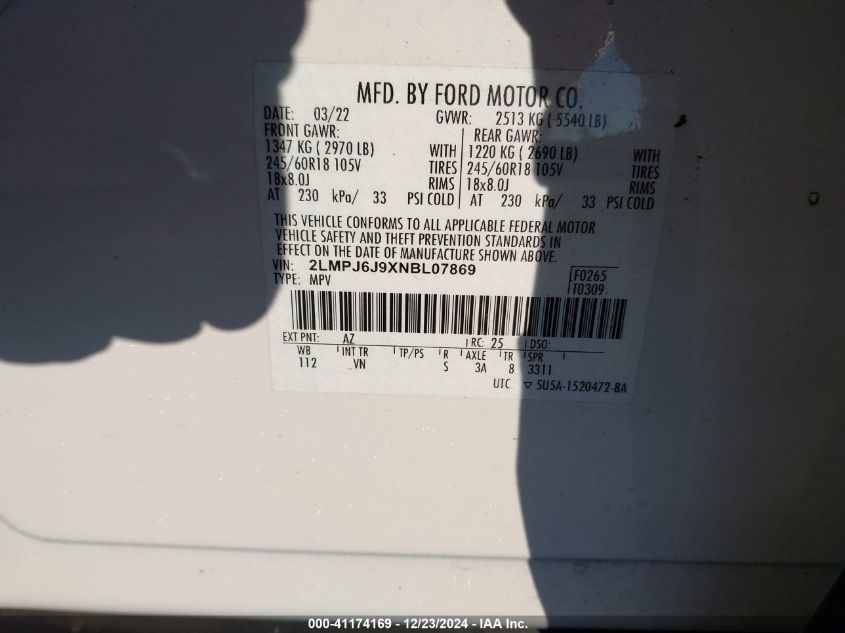 MFD. BY FORD MOTOR CO.
DATE: 03/22 GVWR: 2513 KG ( 5540 LB)
FRONT GAWR: REAR GAWR:
1347 KG ( 2970 LB) WITH 1220 KG ( 2690 LB) WITH
245/60R18 105V TIRES 245/60R18 105V TIRES
18x8.0J RIMS 18x8.0J RIMS
AT 230 kPa/ 33 PSI COLD AT 230 kPa/ 33 PSI COLD
THIS VEHICLE CONFORMS TO ALL APPLICABLE FEDERAL MOTOR
VEHICLE SAFETY AND THEFT PREVENTION STANDARDS IN
EFFECT ON THE DATE OF MANUFACTURE SHOWN ABOVE.
VIN: 2LMPJ6J9XNBL07869 F0265
TYPE: MPV T0309
EXT PNT: AZ RC: 25 DSO:
WB INT TR TP/PS R AXLE TR SPR
112 VN S 3A 8 3311
UTC ▽ 5U5A-1520472-BA
000-41174169 - 12/23/2024 - IAA Inc.